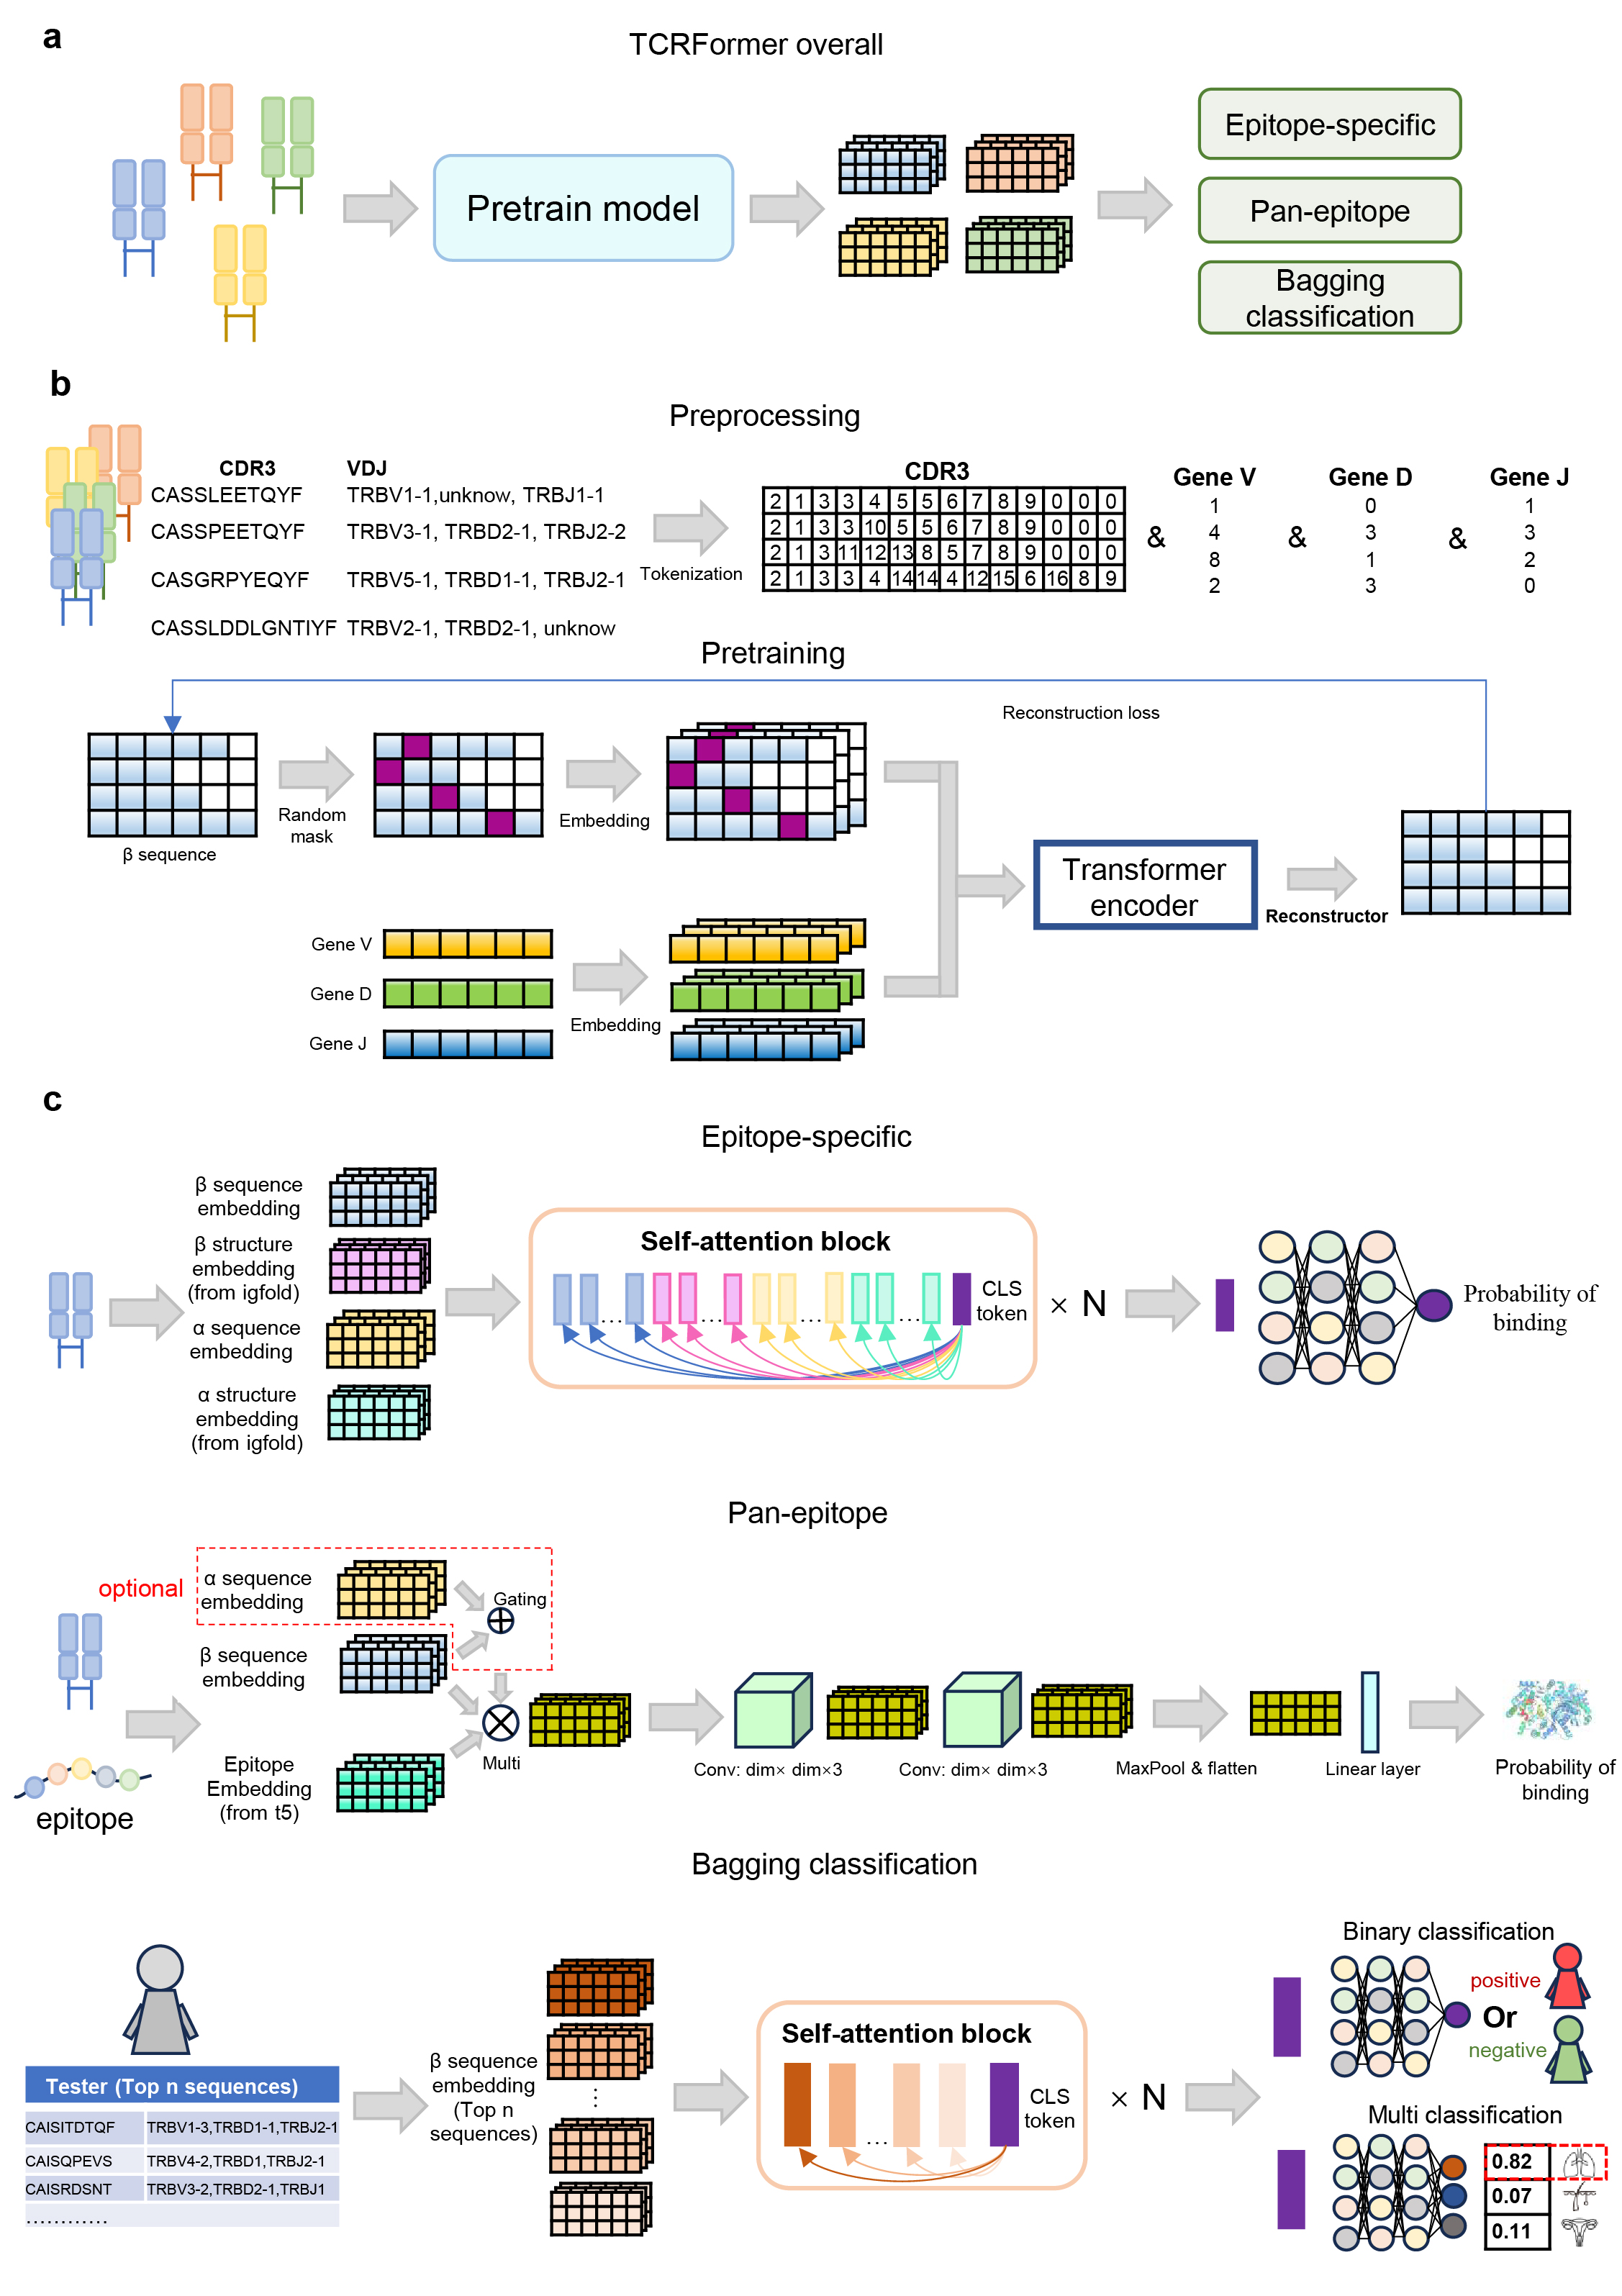 a
TCRFormer overall
Pretrain model
Epitope-specific
Pan-epitope
Bagging
classification
b
Preprocessing
CDR3 VDJ
CASSLEETQYF TRBV1-1,unknow, TRBJ1-1
CASSPEETQYF TRBV3-1, TRBD2-1, TRBJ2-2
CASGRPYEQYF TRBV5-1, TRBD1-1, TRBJ2-1
CASSLDDLGNTIYF TRBV2-1, TRBD2-1, unknow
Tokenization
CDR3
2 1 3 3 4 5 5 6 7 8 9 0 0 0
2 1 3 3 10 5 5 6 7 8 9 0 0 0
2 1 3 11 12 13 8 5 7 8 9 0 0 0
2 1 3 3 4 14 14 4 12 15 6 16 8 9
&
Gene V
1
4
8
2
&
Gene D
0
3
1
3
&
Gene J
1
3
2
0
Pretraining
Reconstruction loss
β sequence
Random
mask
Embedding
Gene V
Gene D
Gene J
Embedding
Transformer
encoder
Reconstructor
c
Epitope-specific
β sequence
embedding
β structure
embedding
(from igfold)
α sequence
embedding
α structure
embedding
(from igfold)
Self-attention block
... ... ... ...
CLS
token
× N
Probability of
binding
Pan-epitope
optional
α sequence
embedding
Gating
β sequence
embedding
Epitope
Embedding
(from t5)
epitope
Multi
Conv: dim× dim×3
Conv: dim× dim×3
MaxPool & flatten
Linear layer
Probability of
binding
Bagging classification
Tester (Top n sequences)
CAISITDTQF TRBV1-3,TRBD1-1,TRBJ2-1
CAISQPEVS TRBV4-2,TRBD1,TRBJ2-1
CAISRDSNT TRBV3-2,TRBD2-1,TRBJ1
............
β sequence
embedding
(Top n
sequences)
...
Self-attention block
...
CLS
token
× N
Binary classification
positive
Or
negative
Multi classification
0.82
0.07
0.11